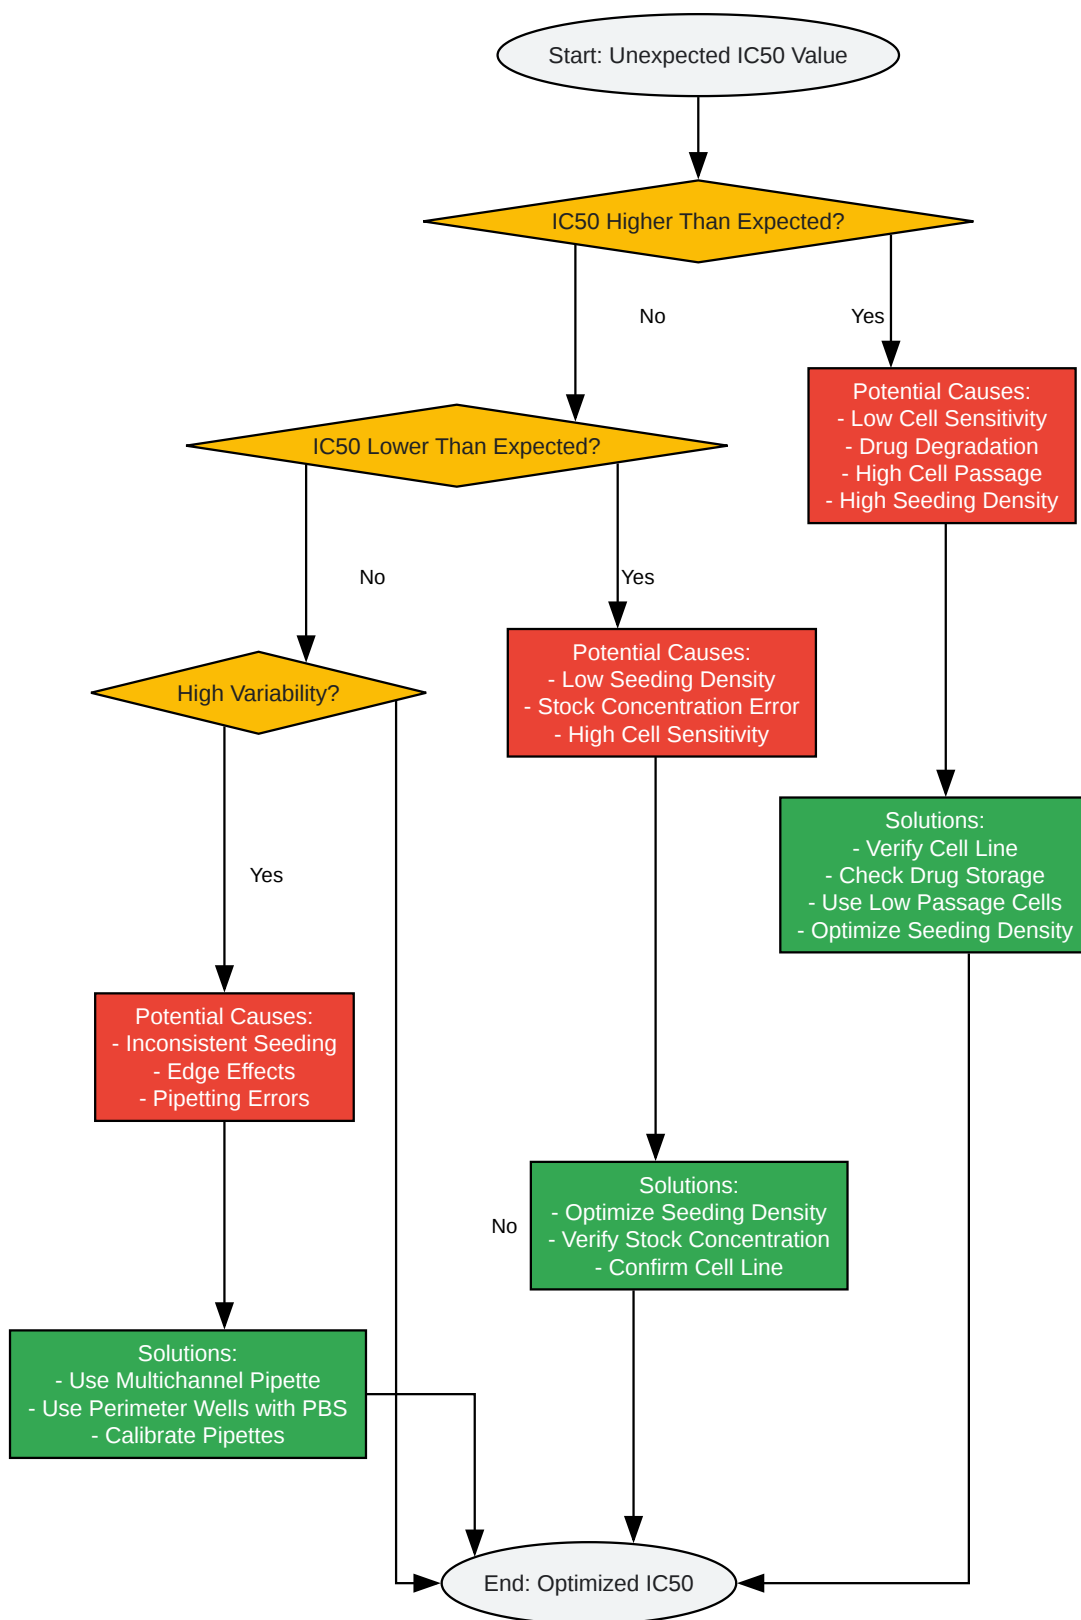 Start: Unexpected IC50 Value
IC50 Higher Than Expected?
No
Yes
Potential Causes:
- Low Cell Sensitivity
- Drug Degradation
- High Cell Passage
- High Seeding Density
IC50 Lower Than Expected?
No
Yes
Potential Causes:
- Low Seeding Density
- Stock Concentration Error
- High Cell Sensitivity
High Variability?
Solutions:
- Verify Cell Line
- Check Drug Storage
- Use Low Passage Cells
- Optimize Seeding Density
Yes
Potential Causes:
- Inconsistent Seeding
- Edge Effects
- Pipetting Errors
No
Solutions:
- Optimize Seeding Density
- Verify Stock Concentration
- Confirm Cell Line
Solutions:
- Use Multichannel Pipette
- Use Perimeter Wells with PBS
- Calibrate Pipettes
End: Optimized IC50